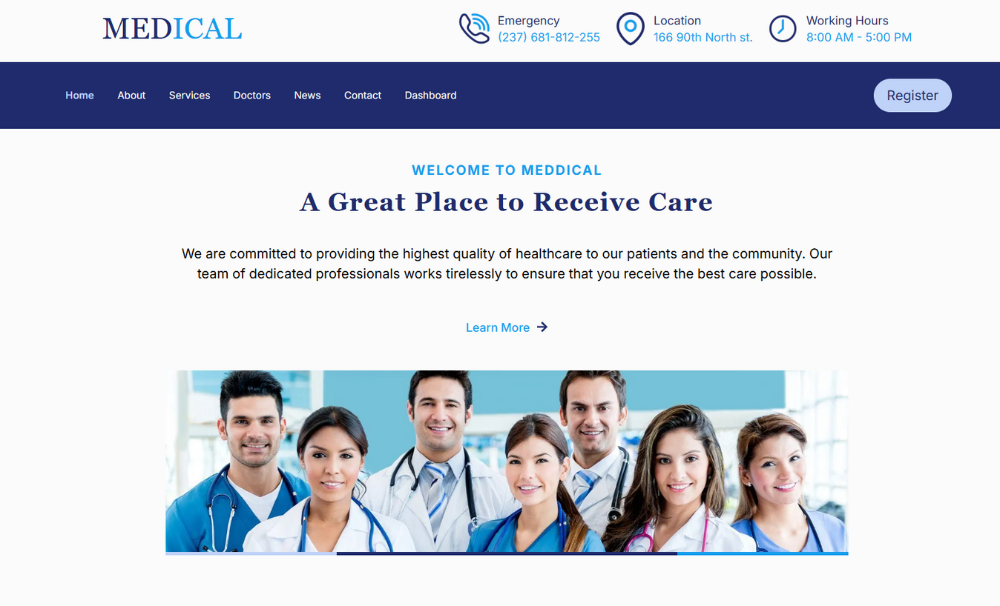 MEDICAL
Emergency
(237) 681-812-255
Location
166 90th North st.
Working Hours
8:00 AM - 5:00 PM
Home About Services Doctors News Contact Dashboard Register
WELCOME TO MEDDICAL
A Great Place to Receive Care
We are committed to providing the highest quality of healthcare to our patients and the community. Our
team of dedicated professionals works tirelessly to ensure that you receive the best care possible.
Learn More